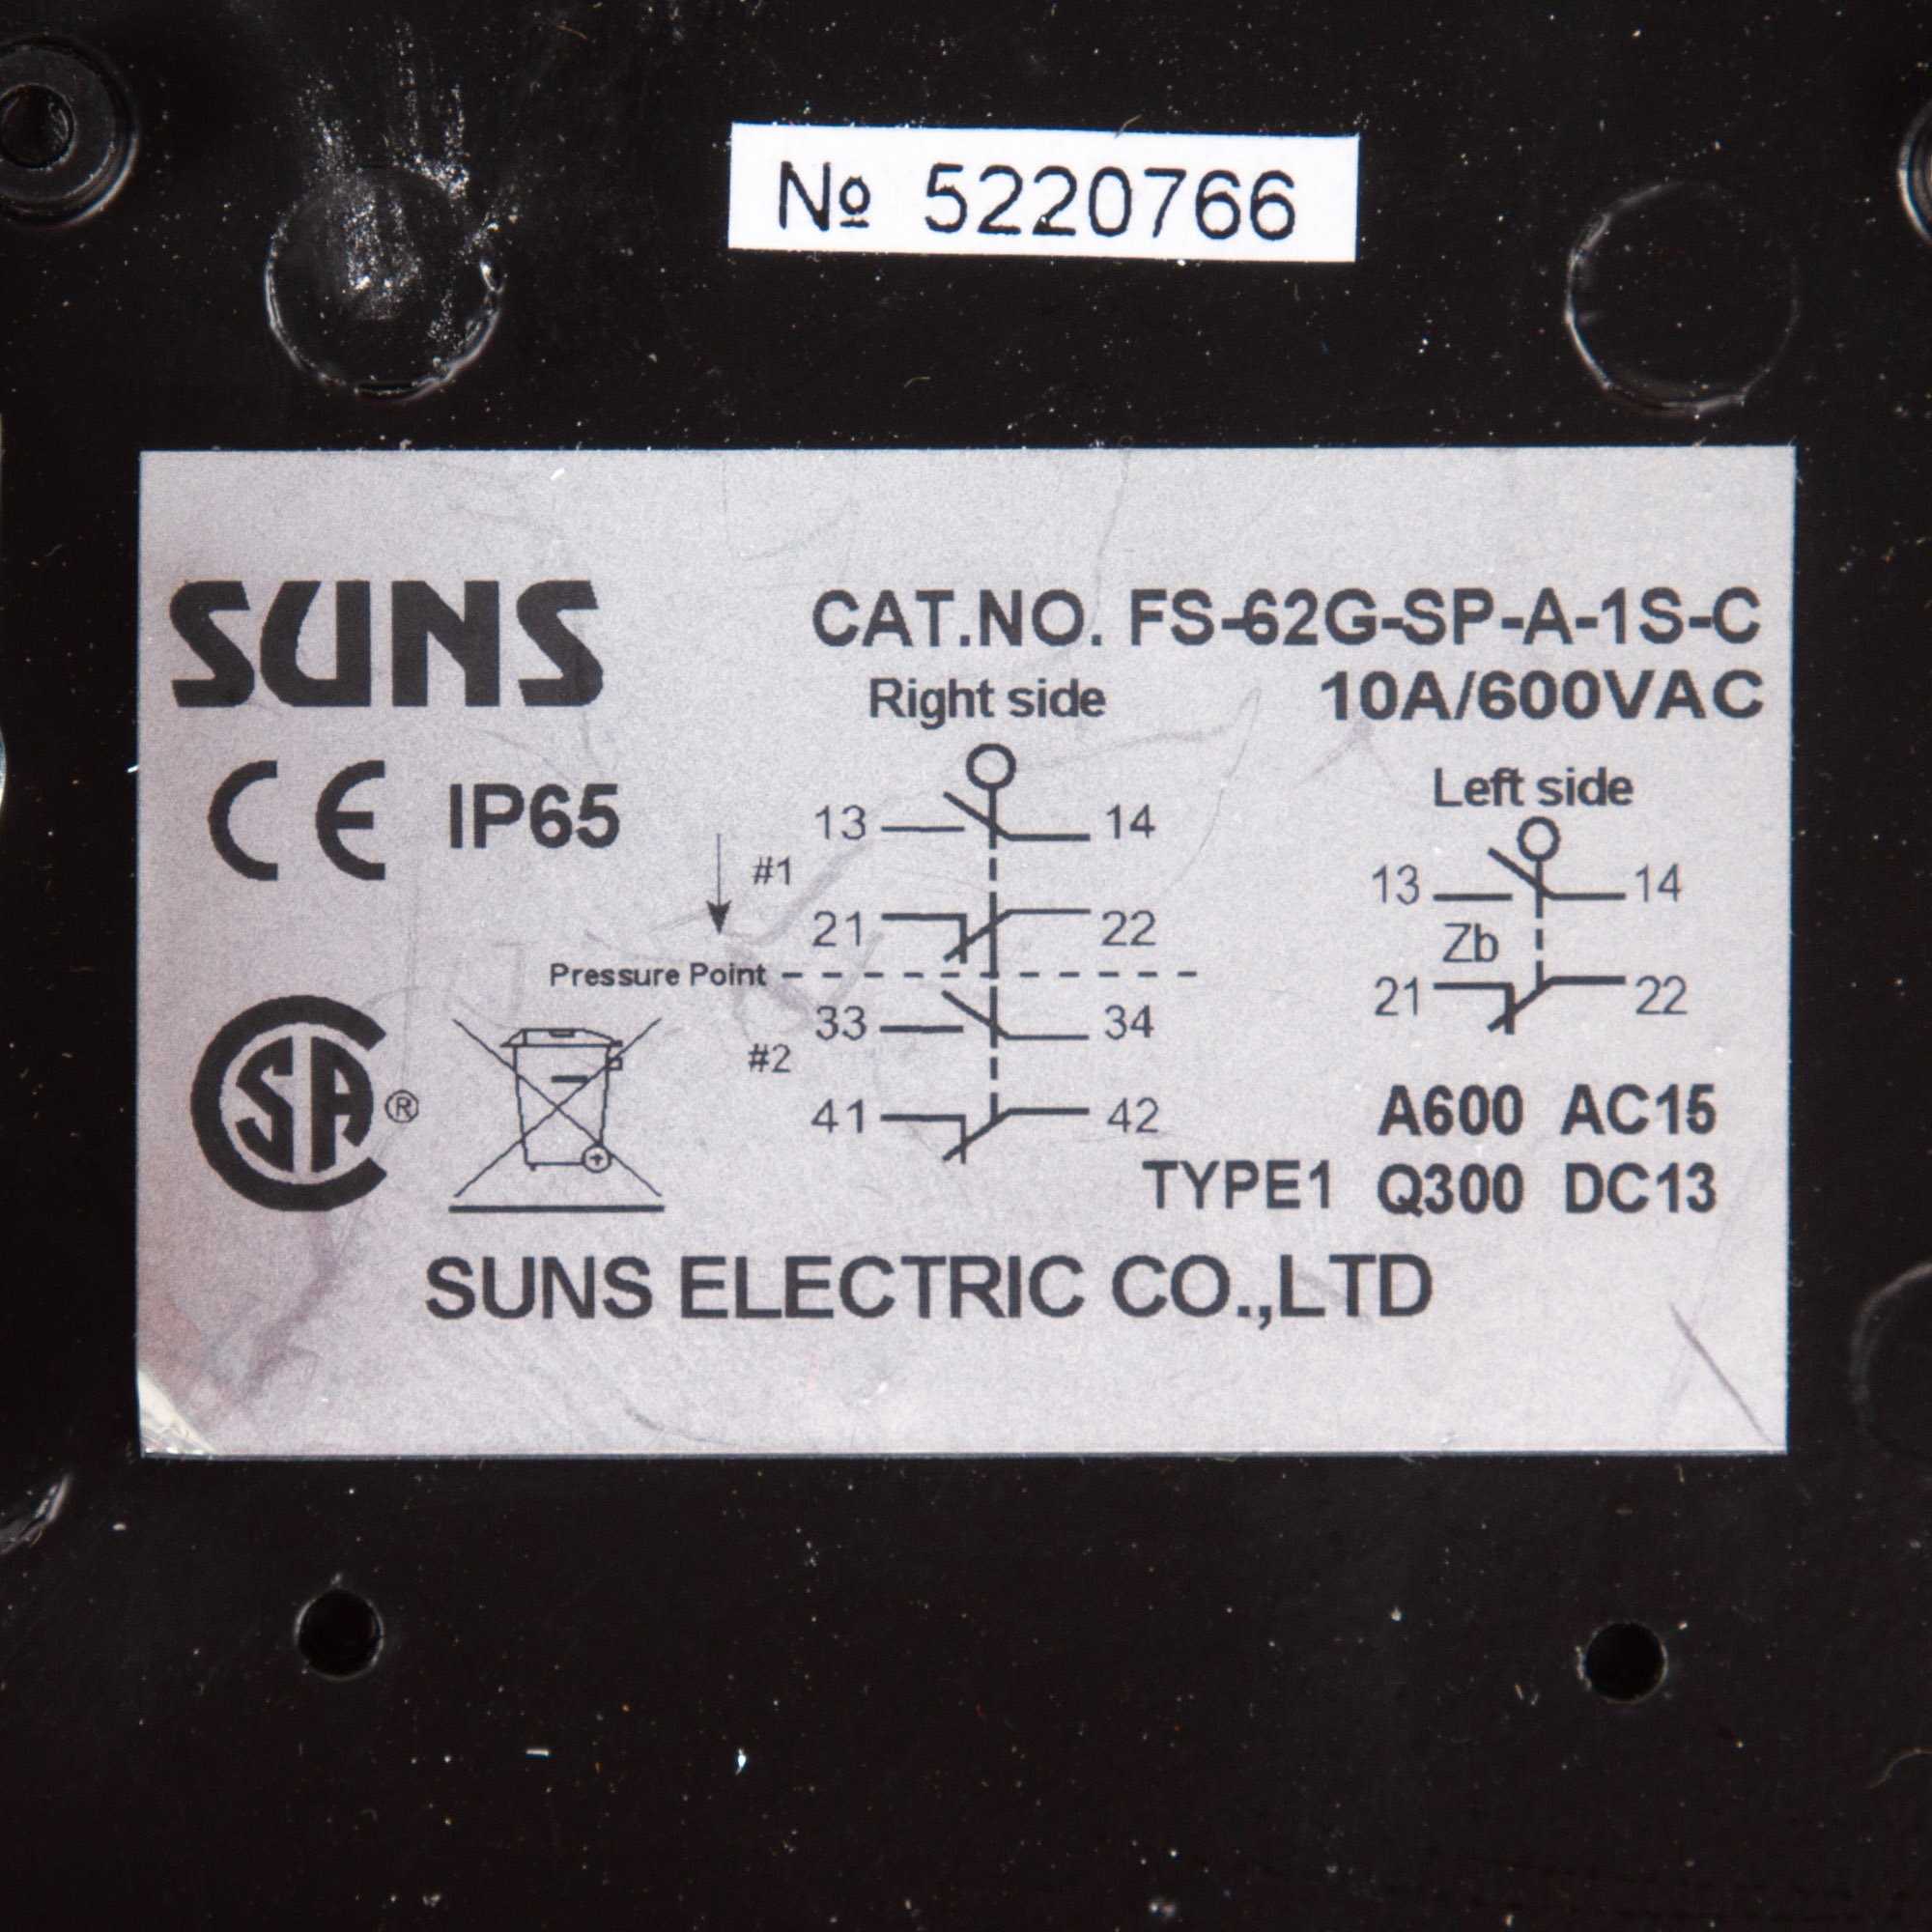 № 5220766
SUNS
CAT.NO. FS-62G-SP-A-1S-C
10A/600VAC
CE IP65
Right side
13 14
#1
21 22
Pressure Point
33 34
#2
41 42
Left side
13 14
Zb
21 22
CSA ®
A600 AC15
TYPE1 Q300 DC13
SUNS ELECTRIC CO.,LTD